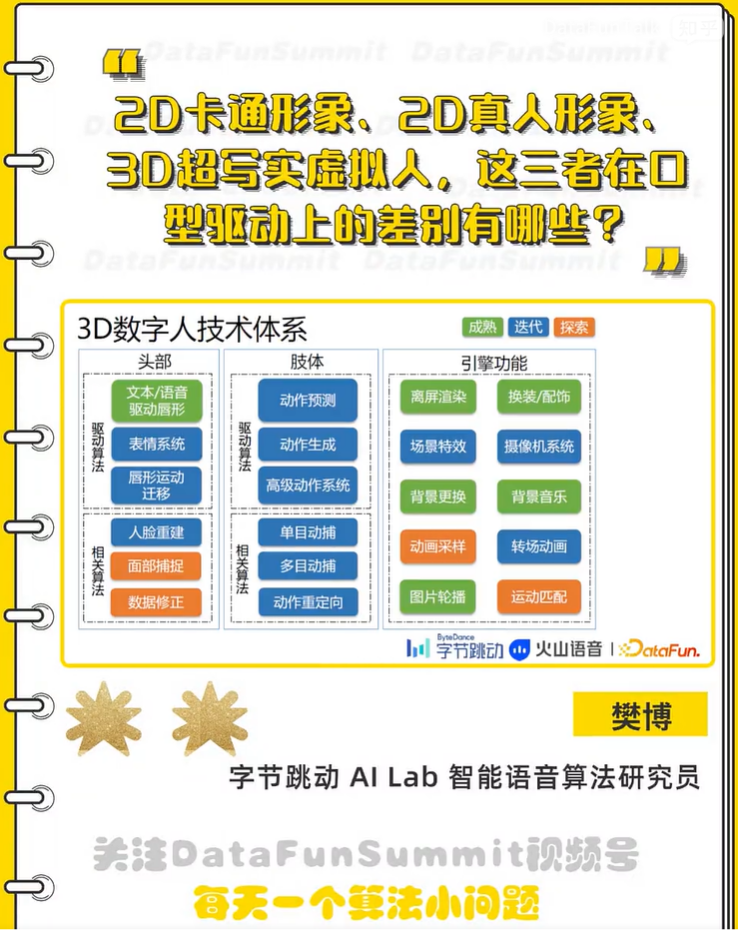 知乎
DataFunSummit DataFunSummit
“
2D卡通形象、2D真人形象、
3D超写实虚拟人，这三者在口
型驱动上的差别有哪些？
DataFunSummit DataFunSummit
”
3D数字人技术体系
成熟 迭代 探索
头部 肢体 引擎功能
驱动算法
文本/语音
驱动唇形
表情系统
唇形运动
迁移
相关算法
人脸重建
面部捕捉
数据修正
驱动算法
动作预测
动作生成
高级动作系统
相关算法
单目动捕
多目动捕
动作重定向
离屏渲染 换装/配饰
场景特效 摄像机系统
背景更换 背景音乐
动画采样 转场动画
图片轮播 运动匹配
ByteDance
字节跳动 火山语音 | DataFun.
樊博
字节跳动 AI Lab 智能语音算法研究员
关注DataFunSummit视频号
每天一个算法小问题